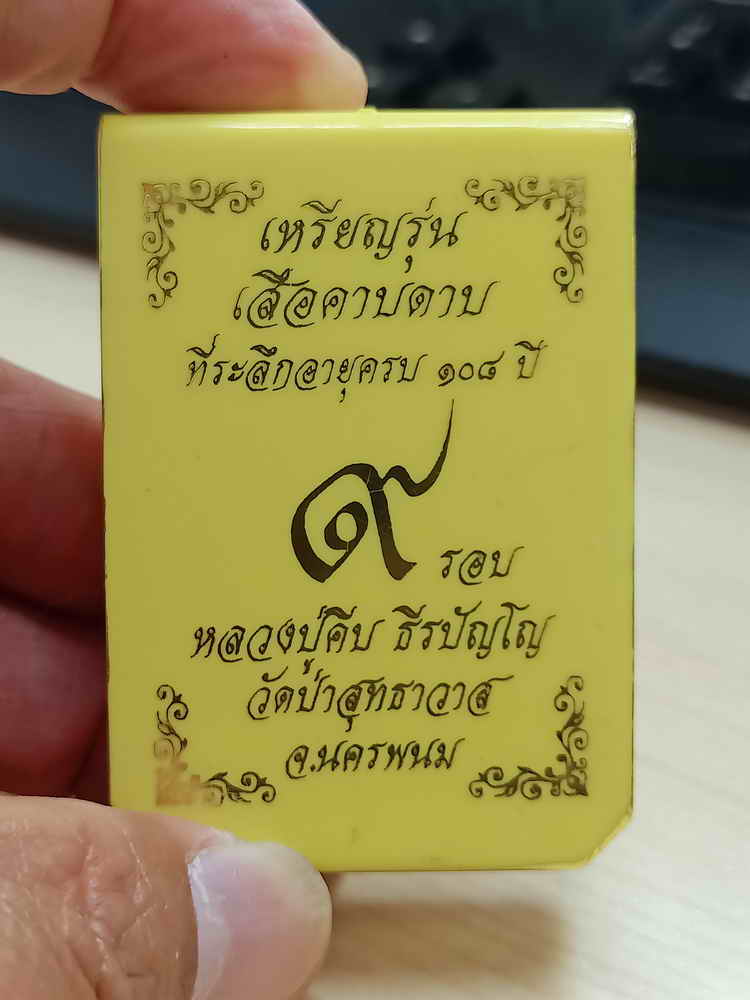 เหรียญรุ่น
เสือคาบดาบ
ที่ระลึกอายุครบ ๑๐๘ ปี
๙ รอบ
หลวงปู่คีบ ธีรปัญโญ
วัดป่าสุทธาวาส
จ.นครพนม